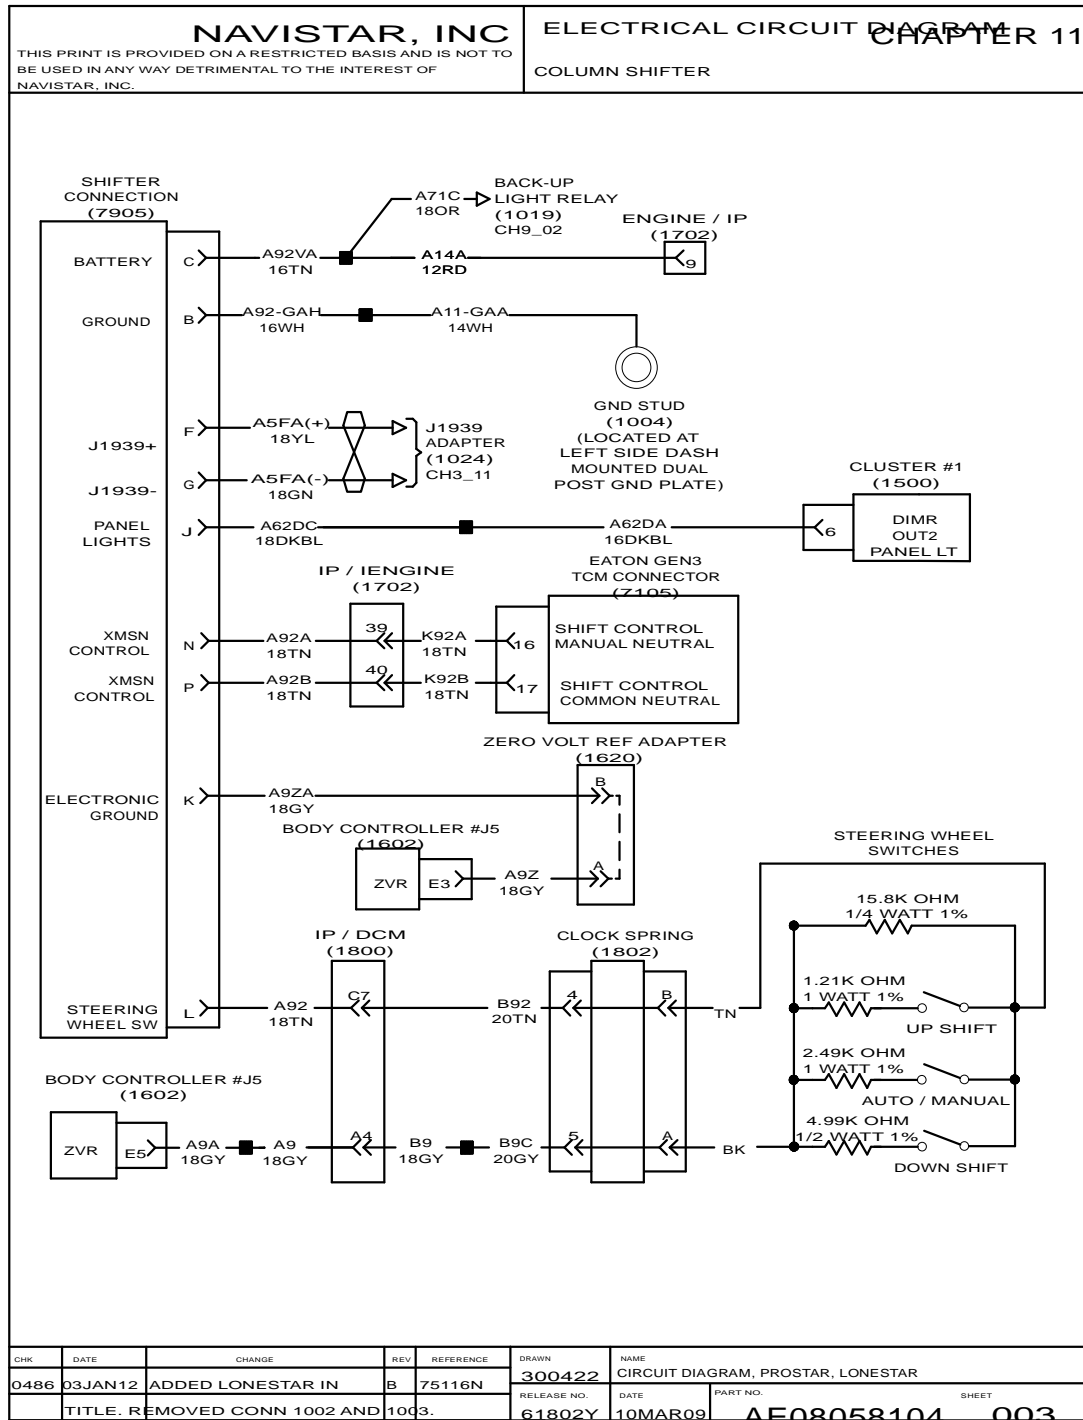 NAVISTAR, INC
THIS PRINT IS PROVIDED ON A RESTRICTED BASIS AND IS NOT TO
BE USED IN ANY WAY DETRIMENTAL TO THE INTEREST OF
NAVISTAR, INC.
ELECTRICAL CIRCUIT DIAGRAM
CHAPTER 11
COLUMN SHIFTER
SHIFTER
CONNECTION
(7905)
BATTERY
C
A92VA
16TN
A71C
18OR
BACK-UP
LIGHT RELAY
(1019)
CH9_02
A14A
12RD
ENGINE / IP
(1702)
9
GROUND
B
A92-GAH
16WH
A11-GAA
14WH
GND STUD
(1004)
(LOCATED AT
LEFT SIDE DASH
MOUNTED DUAL
POST GND PLATE)
J1939+
F
A5FA(+)
18YL
J1939-
G
A5FA(-)
18GN
J1939
ADAPTER
(1024)
CH3_11
PANEL
LIGHTS
J
A62DC
18DKBL
A62DA
16DKBL
CLUSTER #1
(1500)
6
DIMR
OUT2
PANEL LT
IP / IENGINE
(1702)
EATON GEN3
TCM CONNECTOR
(7105)
XMSN
CONTROL
N
A92A
18TN
39
K92A
18TN
16
SHIFT CONTROL
MANUAL NEUTRAL
XMSN
CONTROL
P
A92B
18TN
40
K92B
18TN
17
SHIFT CONTROL
COMMON NEUTRAL
ZERO VOLT REF ADAPTER
(1620)
ELECTRONIC
GROUND
K
A9ZA
18GY
B
BODY CONTROLLER #J5
(1602)
ZVR
E3
A9Z
18GY
A
STEERING WHEEL
SWITCHES
15.8K OHM
1/4 WATT 1%
1.21K OHM
1 WATT 1%
UP SHIFT
2.49K OHM
1 WATT 1%
AUTO / MANUAL
4.99K OHM
1/2 WATT 1%
DOWN SHIFT
IP / DCM
(1800)
CLOCK SPRING
(1802)
STEERING
WHEEL SW
L
A92
18TN
C7
B92
20TN
4
B
TN
BODY CONTROLLER #J5
(1602)
ZVR
E5
A9A
18GY
A9
18GY
A4
B9
18GY
B9C
20GY
5
A
BK
CHK DATE CHANGE REV REFERENCE
0486 03JAN12 ADDED LONESTAR IN B 75116N
TITLE. REMOVED CONN 1002 AND 1003.
DRAWN
300422
NAME
CIRCUIT DIAGRAM, PROSTAR, LONESTAR
RELEASE NO.
61802Y
DATE
10MAR09
PART NO.
AE08058104
SHEET
003